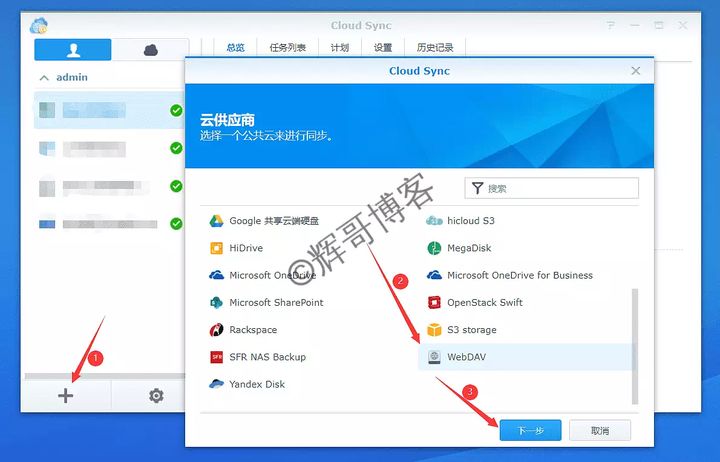 Cloud Sync
总览 任务列表 计划 设置 历史记录
admin
Cloud Sync
云供应商
选择一个公共云来进行同步。
搜索
Google 共享云端硬盘 hicloud S3
HiDrive MegaDisk
Microsoft OneDrive Microsoft OneDrive for Business
Microsoft SharePoint OpenStack Swift
Rackspace S3 storage
SFR SFR NAS Backup WebDAV
Yandex Disk
©辉哥博客
1
2
3
下一步 取消